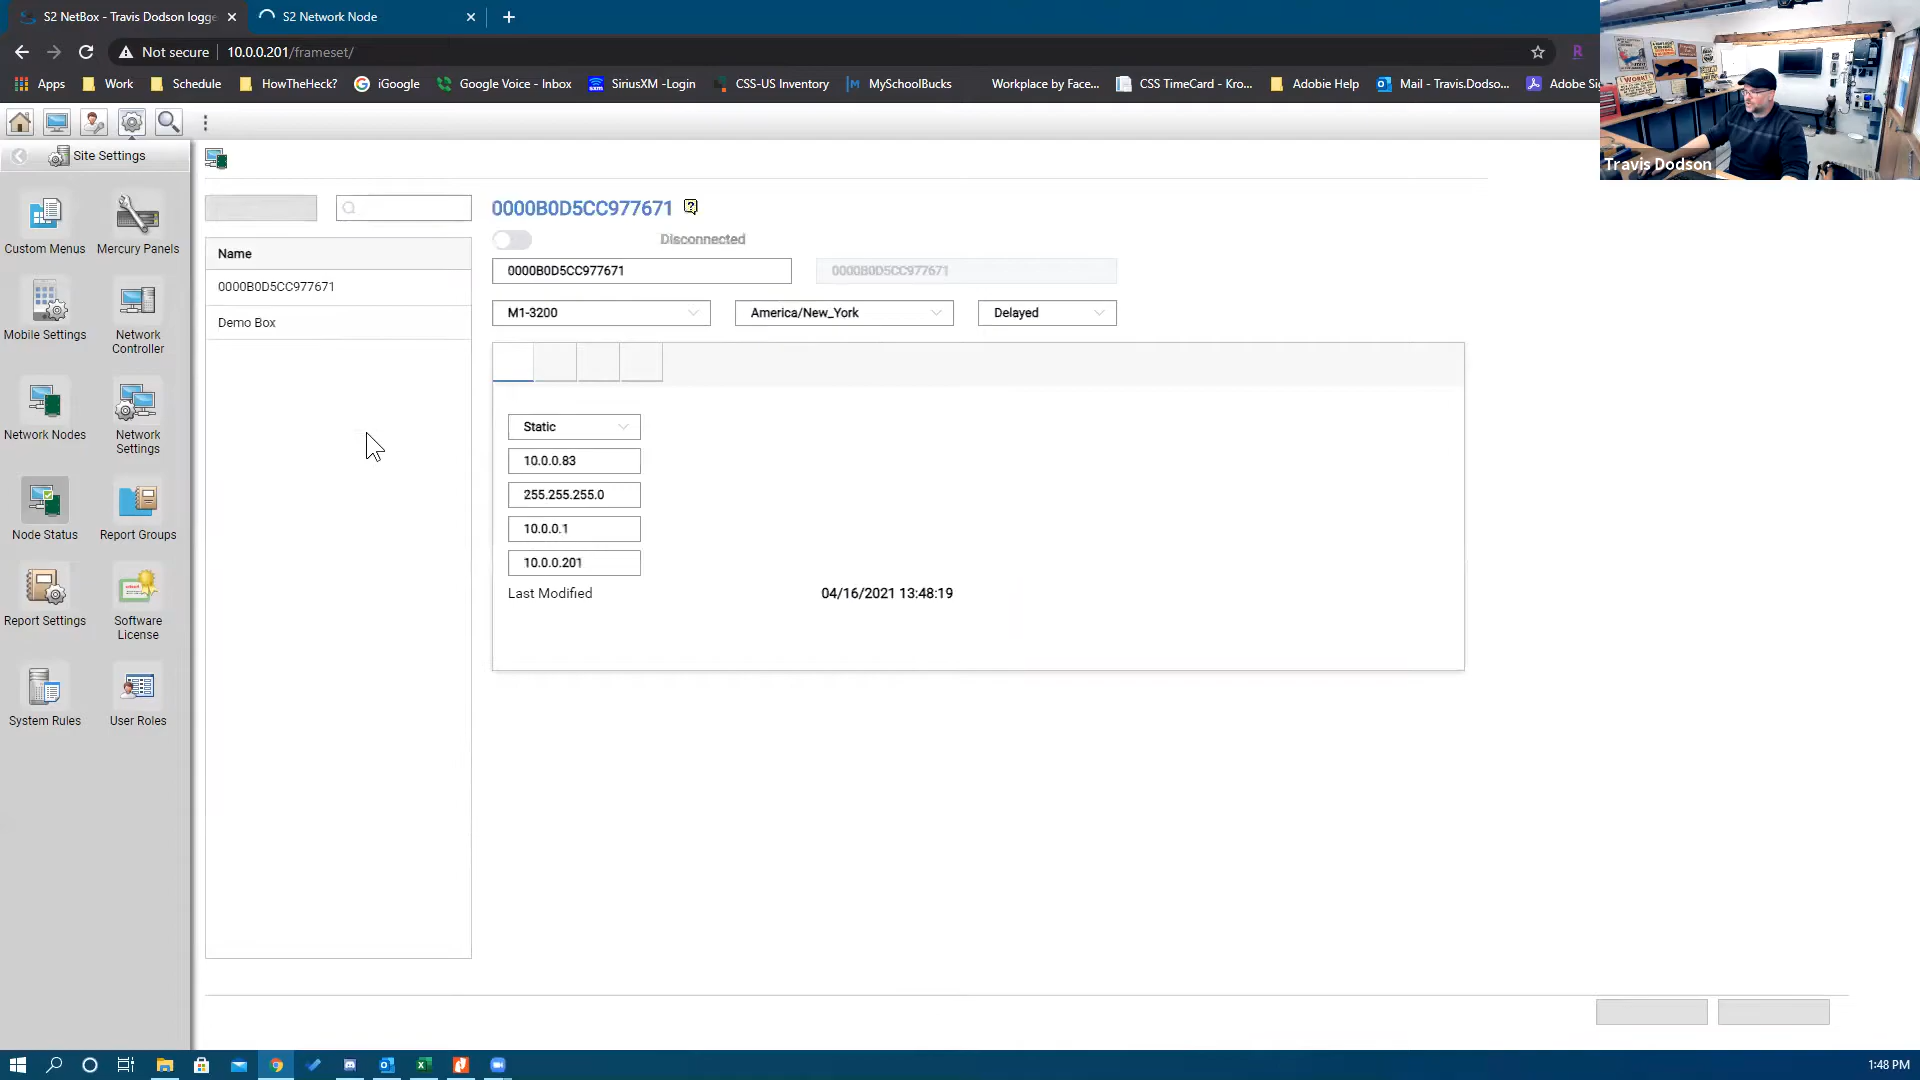 S2 NetBox - Travis Dodson logge
S2 Network Node
Not secure
10.0.0.201/frameset/
Apps
Work
Schedule
HowTheHeck?
iGoogle
Google Voice - Inbox
SiriusXM -Login
CSS-US Inventory
MySchoolBucks
Workplace by Face...
CSS TimeCard - Kro...
Adobie Help
Mail - Travis.Dodso...
Adobe Si
Travis Dodson
Site Settings
Custom Menus
Mercury Panels
Mobile Settings
Network
Controller
Network Nodes
Network
Settings
Node Status
Report Groups
Report Settings
Software
License
System Rules
User Roles
Name
0000B0D5CC977671
Demo Box
0000B0D5CC977671
Disconnected
0000B0D5CC977671
0000B0D5CC977671
M1-3200
America/New_York
Delayed
Static
10.0.0.83
255.255.255.0
10.0.0.1
10.0.0.201
Last Modified
04/16/2021 13:48:19
1:48 PM